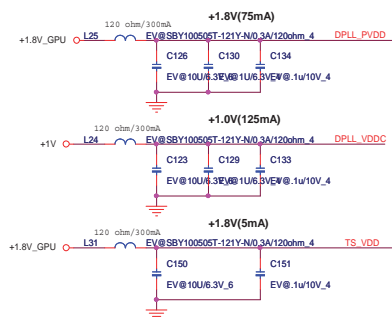 +1.8V(75mA)
120 ohm/300mA
+1.8V_GPU L25 EV@SBY100505T-121Y-N/0.3A/120ohm_4 DPLL_PVDD
C126 C130 C134
EV@10U/6.3V_6 EV@1U/6.3V_4 EV@.1u/10V_4
+1.0V(125mA)
120 ohm/300mA
+1V L24 EV@SBY100505T-121Y-N/0.3A/120ohm_4 DPLL_VDDC
C123 C129 C133
EV@10U/6.3V_6 EV@1U/6.3V_4 EV@.1u/10V_4
+1.8V(5mA)
120 ohm/300mA
+1.8V_GPU L31 EV@SBY100505T-121Y-N/0.3A/120ohm_4 TS_VDD
C150 C151
EV@10U/6.3V_6 EV@.1u/10V_4